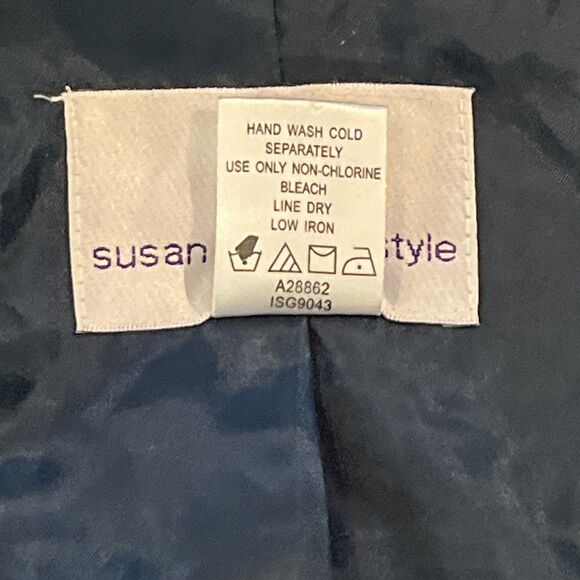 HAND WASH COLD
SEPARATELY
USE ONLY NON-CHLORINE
BLEACH
LINE DRY
LOW IRON
susan style
A28862
ISG9043